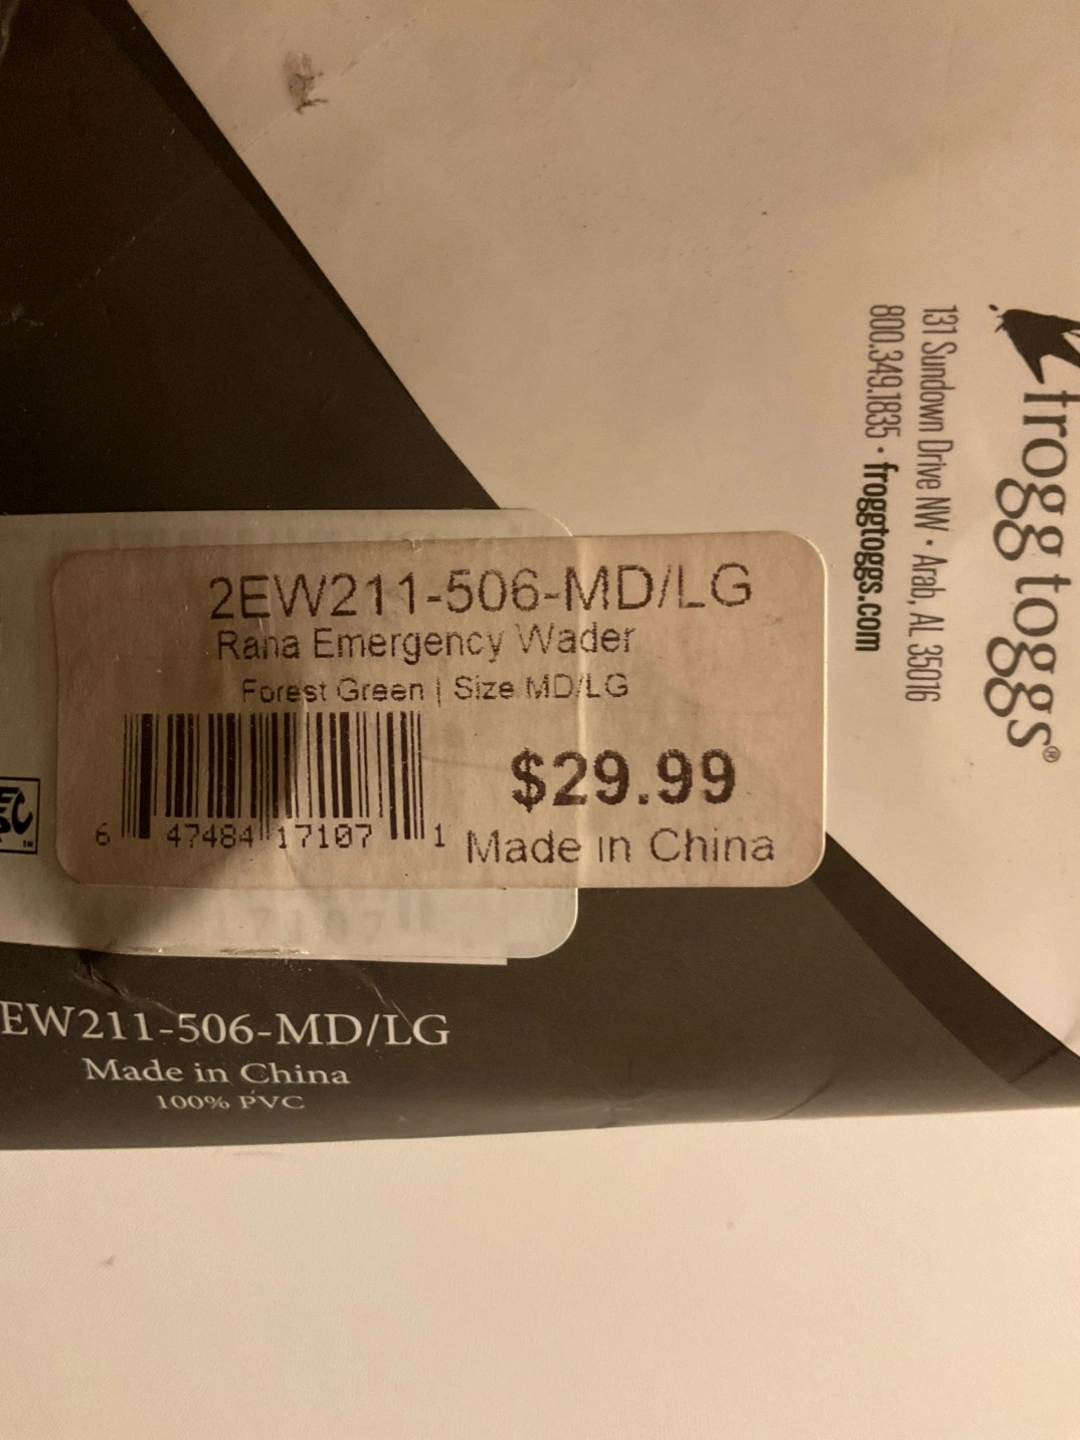 frogg toggs®
131 Sundown Drive NW • Arab, AL 35016
800.349.1835 • froggtoggs.com
2EW211-506-MD/LG
Rana Emergency Wader
Forest Green | Size MD/LG
$29.99
6 47484 17107 1
Made in China
EW211-506-MD/LG
Made in China
100% PVC